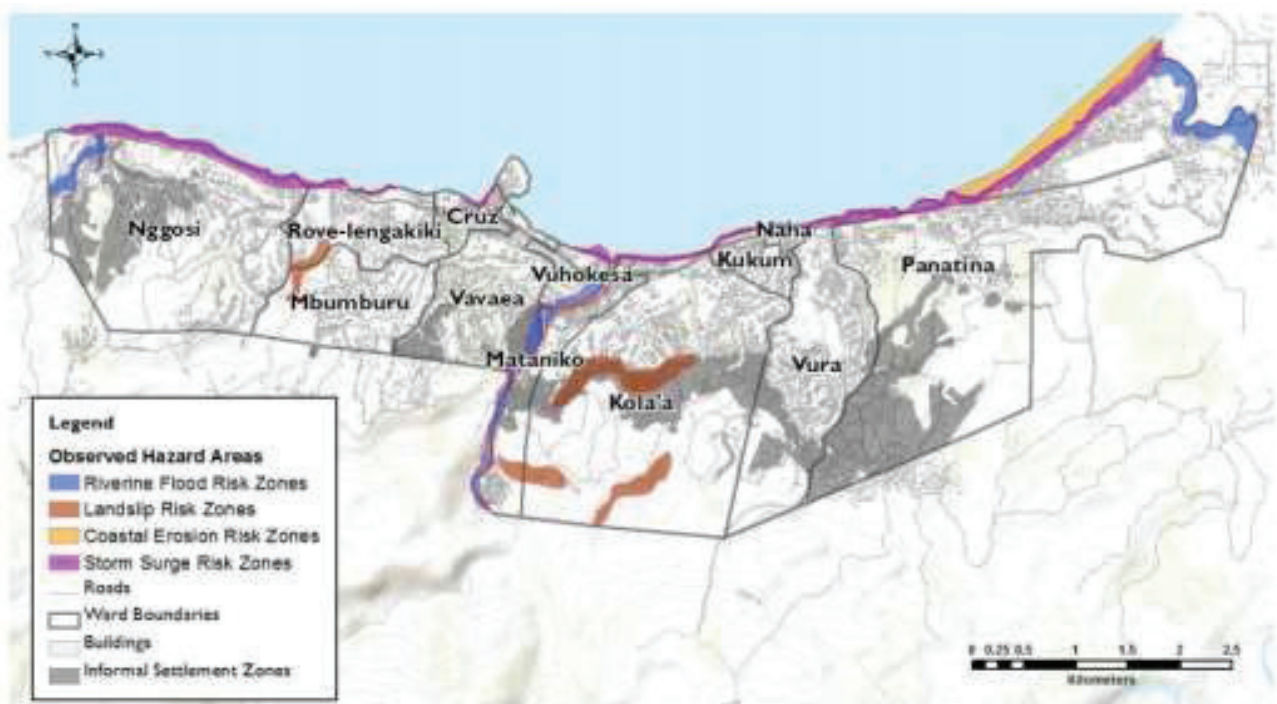 Nggosi
Rove-lengakiki
Cruz
Mbumburu
Vavaea
Vuhokesa
Mataniko
Naha
Kukum
Panatina
Vura
Kola'a
Legend
Observed Hazard Areas
Riverine Flood Risk Zones
Landslip Risk Zones
Coastal Erosion Risk Zones
Storm Surge Risk Zones
Roads
Ward Boundaries
Buildings
Informal Settlement Zones
0 0.25 0.5 1 1.5 2 2.5
Kilometers